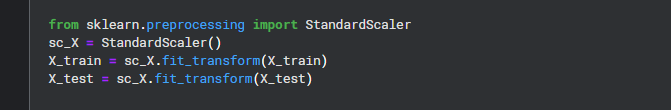 from sklearn.preprocessing import StandardScaler
sc_X = StandardScaler()
X_train = sc_X.fit_transform(X_train)
X_test = sc_X.fit_transform(X_test)